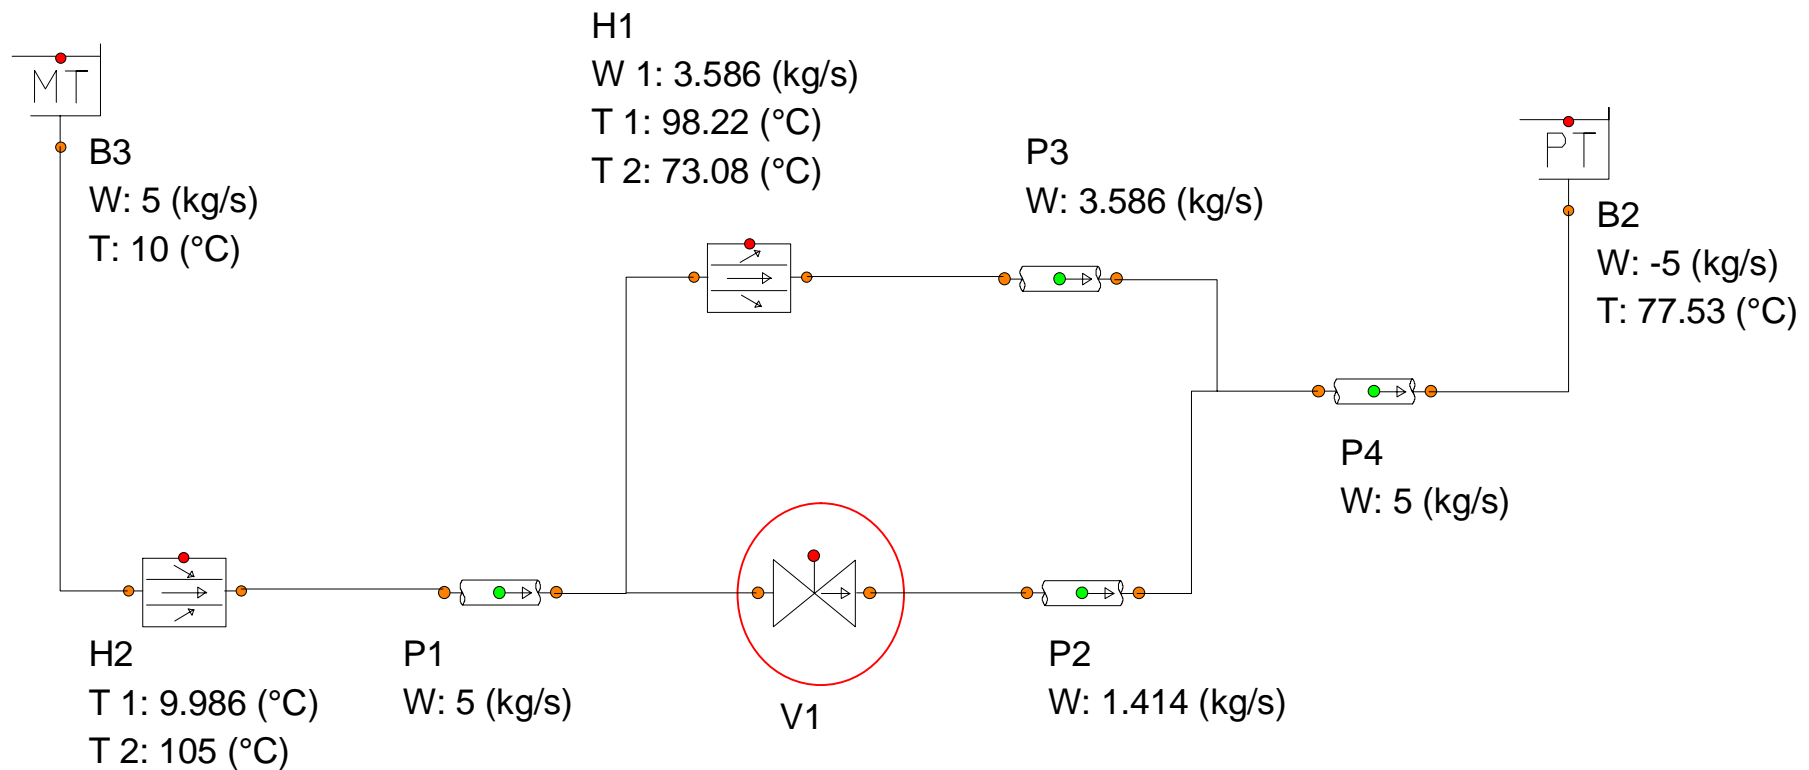 H1
W 1: 3.586 (kg/s)
T 1: 98.22 (°C)
T 2: 73.08 (°C)
MT
B3
W: 5 (kg/s)
T: 10 (°C)
P3
W: 3.586 (kg/s)
PT
B2
W: -5 (kg/s)
T: 77.53 (°C)
P4
W: 5 (kg/s)
H2
T 1: 9.986 (°C)
T 2: 105 (°C)
P1
W: 5 (kg/s)
V1
P2
W: 1.414 (kg/s)